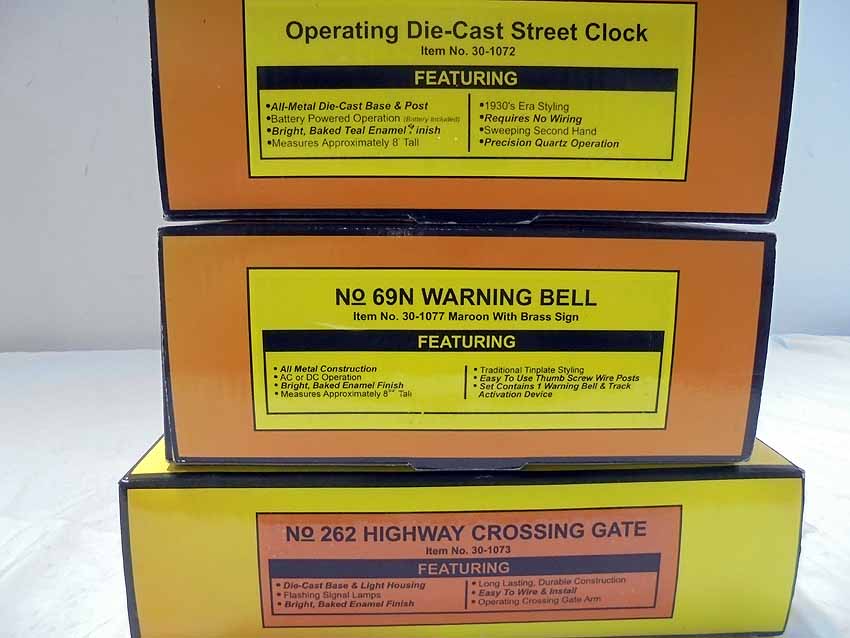 Operating Die-Cast Street Clock
Item No. 30-1072
FEATURING
•All-Metal Die-Cast Base & Post
•Battery Powered Operation (Battery Included)
•Bright, Baked Teal Enamel Finish
•Measures Approximately 8" Tall
•1930's Era Styling
•Requires No Wiring
•Sweeping Second Hand
•Precision Quartz Operation
No 69N WARNING BELL
Item No. 30-1077 Maroon With Brass Sign
FEATURING
• All Metal Construction
• AC or DC Operation
• Bright, Baked Enamel Finish
• Measures Approximately 8" Tall
• Traditional Tinplate Styling
• Easy To Use Thumb Screw Wire Posts
• Set Contains 1 Warning Bell & Track
Activation Device
No 262 HIGHWAY CROSSING GATE
Item No. 30-1073
FEATURING
• Die-Cast Base & Light Housing
• Flashing Signal Lamps
• Bright, Baked Enamel Finish
• Long Lasting, Durable Construction
• Easy To Wire & Install
• Operating Crossing Gate Arm